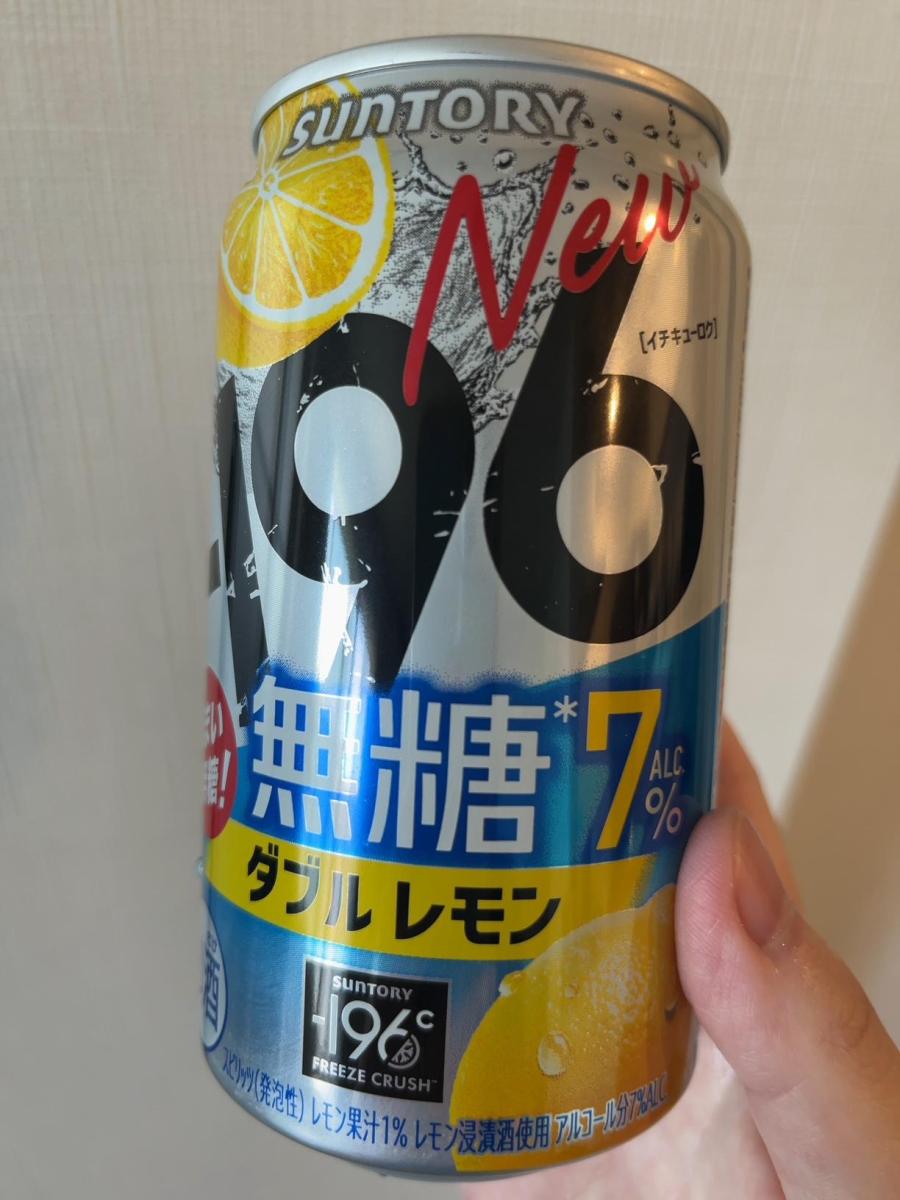 SUNTORY
New
196
[イチキューロク]
無糖*7
ALC.
%
ダブルレモン
酒
SUNTORY
-196℃
FREEZE CRUSH™
スピリッツ(発泡性) レモン果汁1% レモン浸漬酒使用 アルコール分7%ALC.